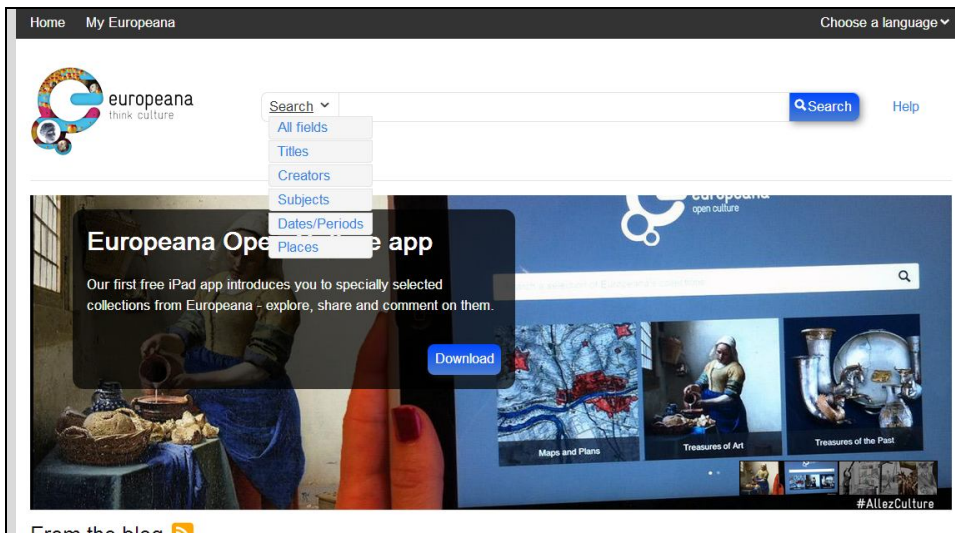 Home My Europeana Choose a language
europeana
think culture
Search Search Help
All fields
Titles
Creators
Subjects
Dates/Periods
Places
europeana
open culture
Europeana Ope e app
Our first free iPad app introduces you to specially selected
collections from Europeana - explore, share and comment on them.
Download
Maps and Plans
Treasures of Art
Treasures of the Past
#AllezCulture
From the blog